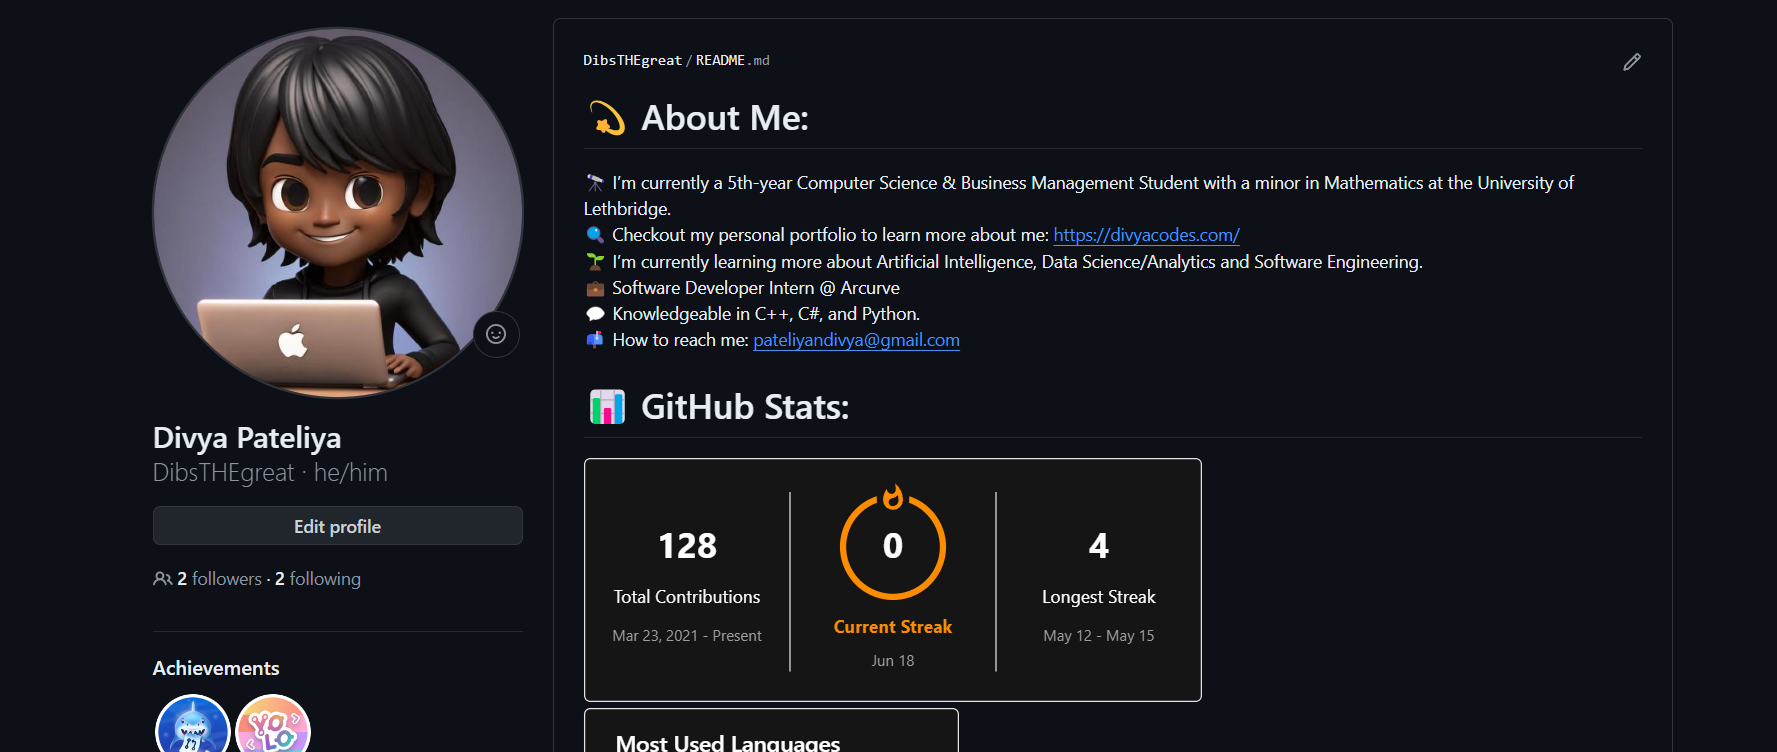 DibsTHEgreat / README.md
About Me:
I'm currently a 5th-year Computer Science & Business Management Student with a minor in Mathematics at the University of
Lethbridge.
Checkout my personal portfolio to learn more about me: https://divyacodes.com/
I'm currently learning more about Artificial Intelligence, Data Science/Analytics and Software Engineering.
Software Developer Intern @ Arcurve
Knowledgeable in C++, C#, and Python.
How to reach me: pateliyandivya@gmail.com
Divya Pateliya
DibsTHEgreat · he/him
Edit profile
2 followers · 2 following
Achievements
YOLO
GitHub Stats:
128
Total Contributions
Mar 23, 2021 - Present
0
Current Streak
Jun 18
4
Longest Streak
May 12 - May 15
Most Used Languages